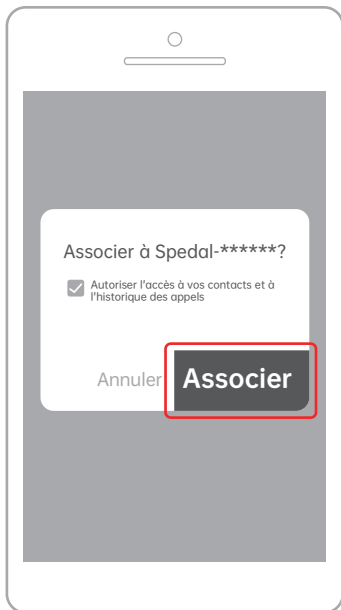 Associer à Spedal-******?
Autoriser l'accès à vos contacts et à
l'historique des appels
Annuler Associer